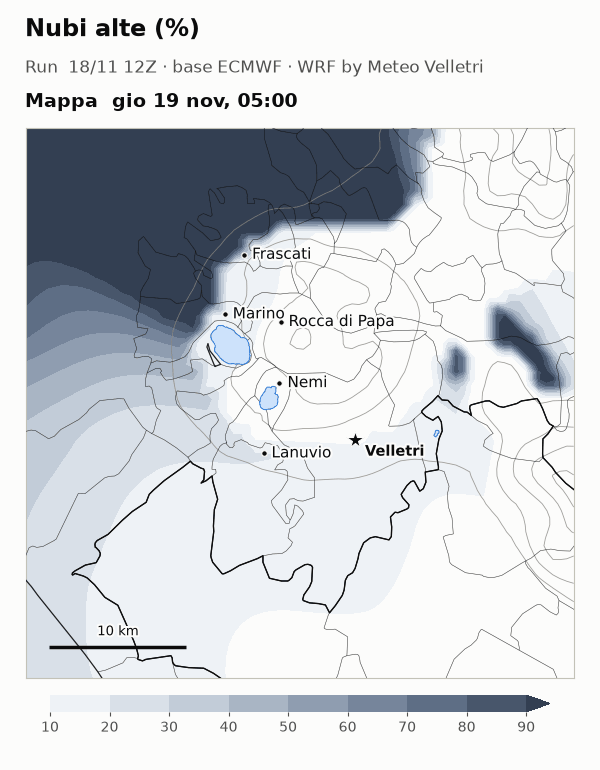 Nubi alte (%)
Run  18/11 12Z · base ECMWF · WRF by Meteo Velletri
Mappa  gio 19 nov, 05:00
Frascati
Marino
Rocca di Papa
Nemi
Velletri
Lanuvio
10 km
10 20 30 40 50 60 70 80 90